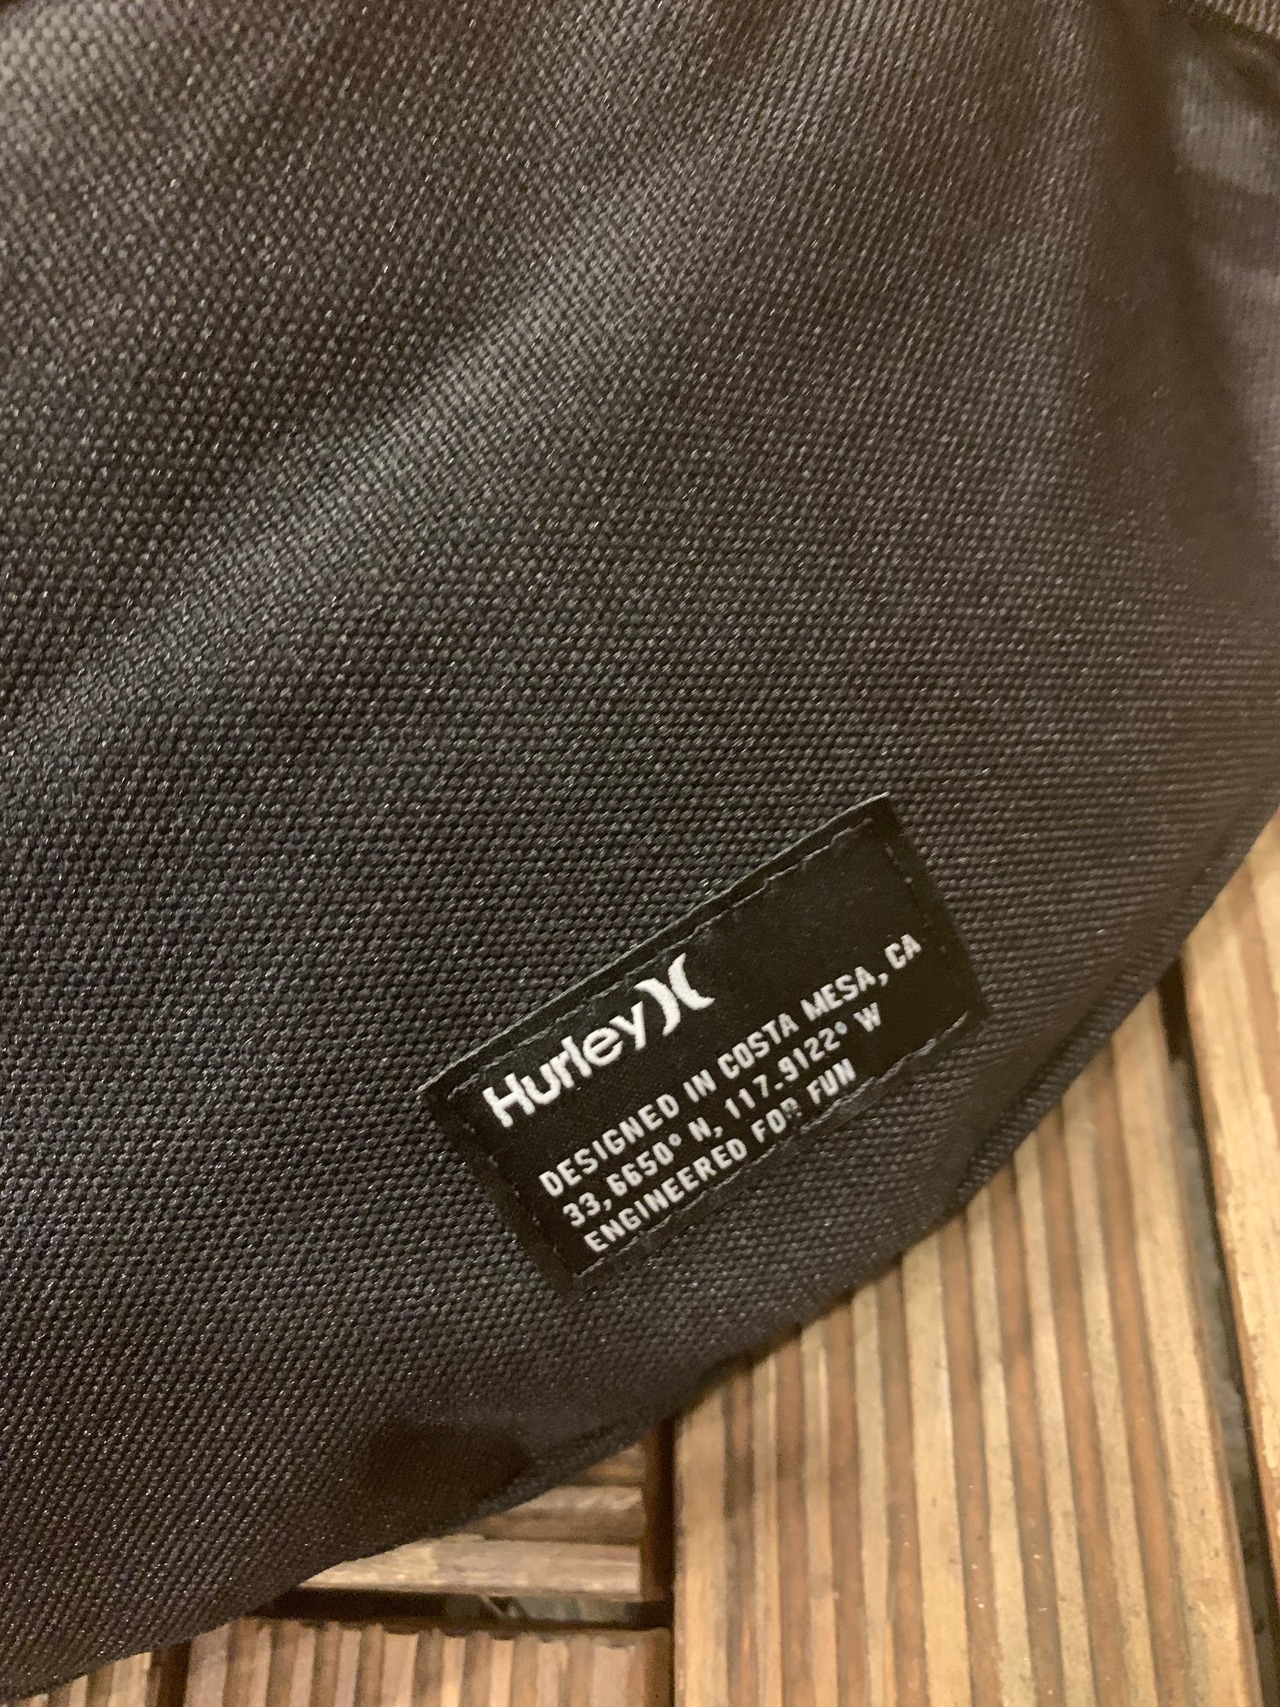 Hurley
DESIGNED IN COSTA MESA, CA
33,6650° N, 117.9122° W
ENGINEERED FOR FUN